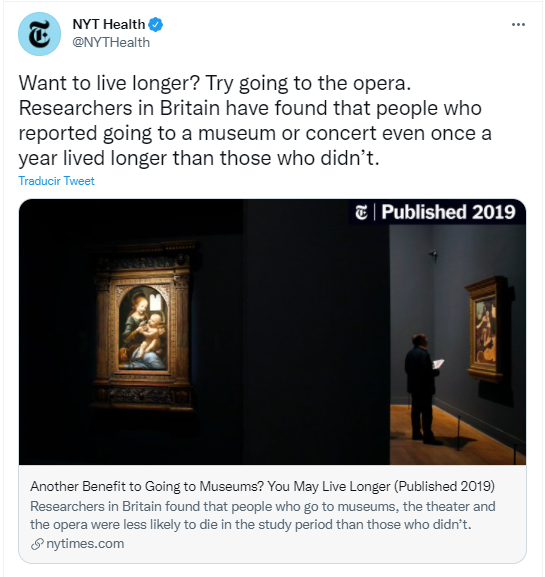 NYT Health
@NYTHealth
Want to live longer? Try going to the opera.
Researchers in Britain have found that people who
reported going to a museum or concert even once a
year lived longer than those who didn’t.
Traducir Tweet
T | Published 2019
Another Benefit to Going to Museums? You May Live Longer (Published 2019)
Researchers in Britain found that people who go to museums, the theater and
the opera were less likely to die in the study period than those who didn’t.
nytimes.com